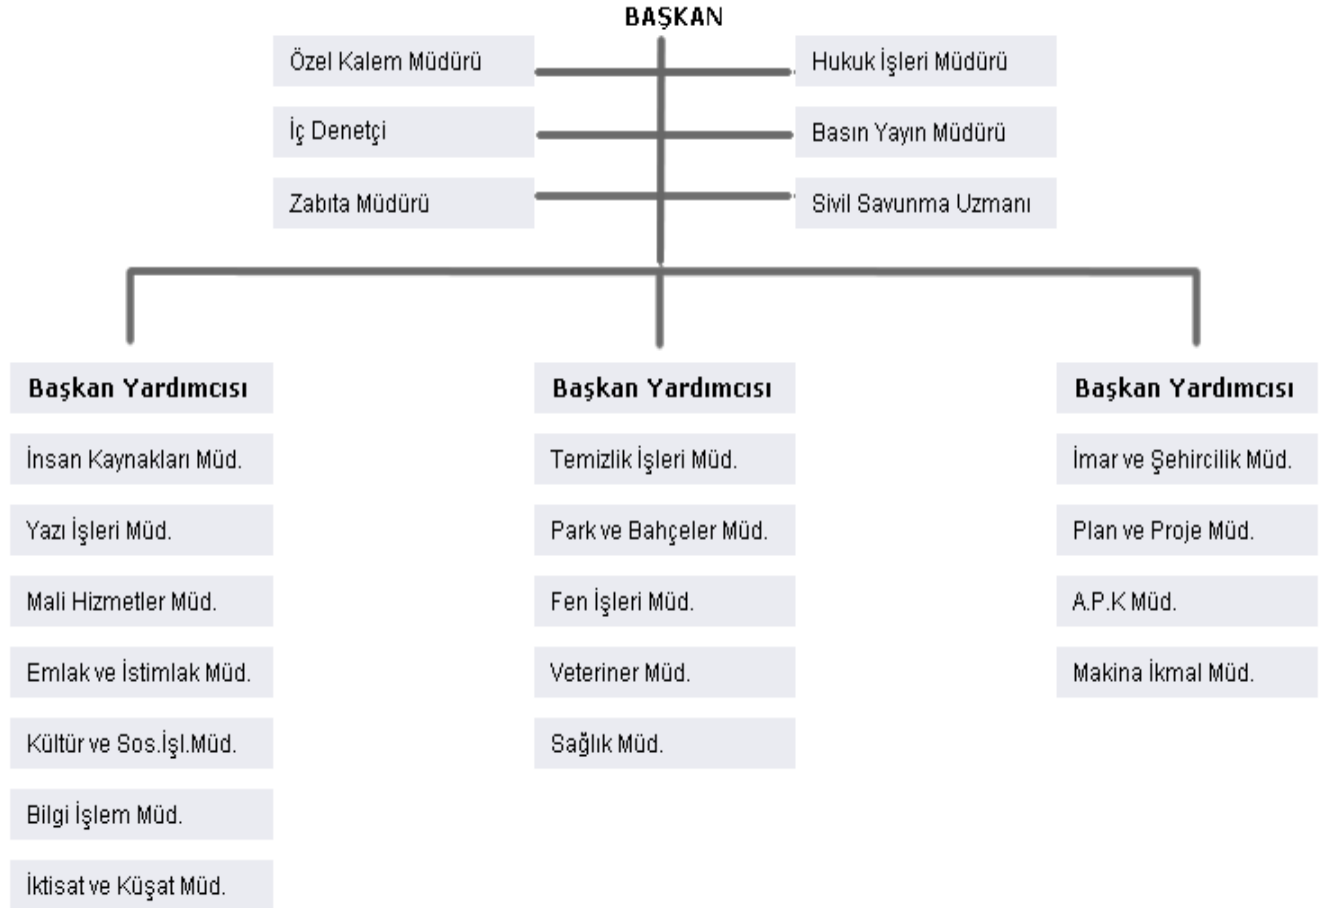 BAŞKAN
Özel Kalem Müdürü
Hukuk İşleri Müdürü
İç Denetçi
Basın Yayın Müdürü
Zabıta Müdürü
Sivil Savunma Uzmanı
Başkan Yardımcısı
İnsan Kaynakları Müd.
Yazı İşleri Müd.
Mali Hizmetler Müd.
Emlak ve İstimlak Müd.
Kültür ve Sos.İşl.Müd.
Bilgi İşlem Müd.
İktisat ve Küşat Müd.
Başkan Yardımcısı
Temizlik İşleri Müd.
Park ve Bahçeler Müd.
Fen İşleri Müd.
Veteriner Müd.
Sağlık Müd.
Başkan Yardımcısı
İmar ve Şehircilik Müd.
Plan ve Proje Müd.
A.P.K Müd.
Makina İkmal Müd.